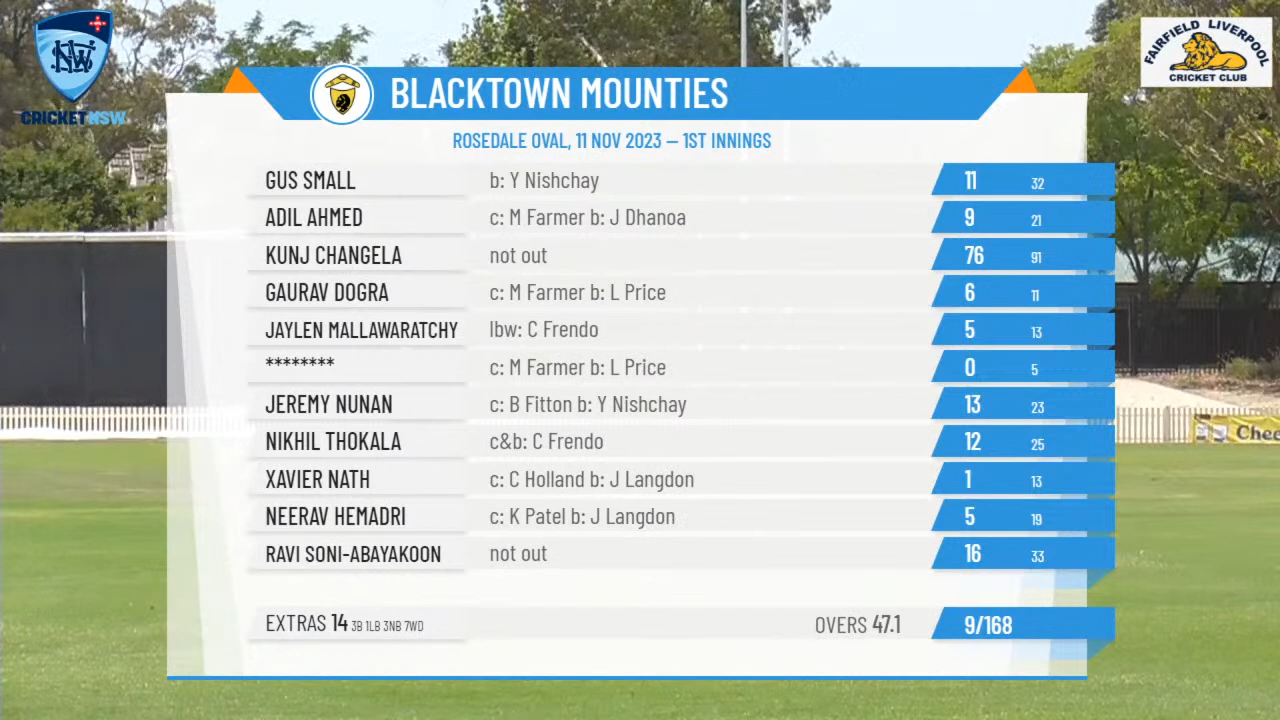 CRICKET NSW
FAIRFIELD LIVERPOOL
CRICKET CLUB
BLACKTOWN MOUNTIES
ROSEDALE OVAL, 11 NOV 2023 – 1ST INNINGS
GUS SMALL b: Y Nishchay 11 32
ADIL AHMED c: M Farmer b: J Dhanoa 9 21
KUNJ CHANGELA not out 76 91
GAURAV DOGRA c: M Farmer b: L Price 6 11
JAYLEN MALLAWARATCHY lbw: C Frendo 5 13
******** c: M Farmer b: L Price 0 5
JEREMY NUNAN c: B Fitton b: Y Nishchay 13 23
NIKHIL THOKALA c&b: C Frendo 12 25
XAVIER NATH c: C Holland b: J Langdon 1 13
NEERAV HEMADRI c: K Patel b: J Langdon 5 19
RAVI SONI-ABAYAKOON not out 16 33
EXTRAS 14 3B 1LB 3NB 7WD OVERS 47.1 9/168